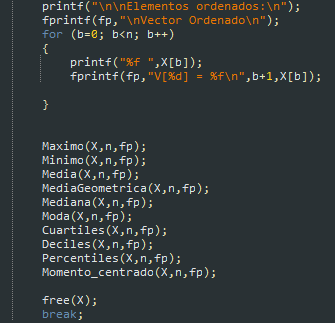 printf("\n\nElementos ordenados:\n");
fprintf(fp,"\nVector Ordenado\n");
for (b=0; b<n; b++)
{
printf("%f ",X[b]);
fprintf(fp,"V[%d] = %f\n",b+1,X[b]);
}
Maximo(X,n,fp);
Minimo(X,n,fp);
Media(X,n,fp);
MediaGeometrica(X,n,fp);
Mediana(X,n,fp);
Moda(X,n,fp);
Cuartiles(X,n,fp);
Deciles(X,n,fp);
Percentiles(X,n,fp);
Momento_centrado(X,n,fp);
free(X);
break;